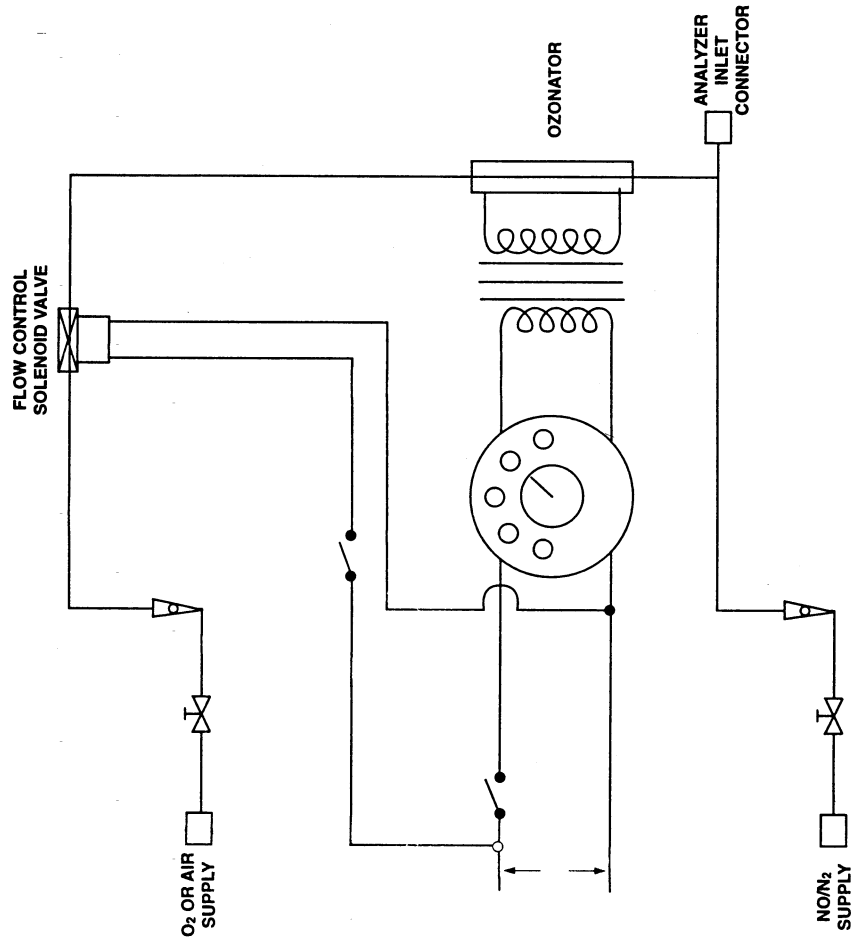 FLOW CONTROL
SOLENOID VALVE
OZONATOR
ANALYZER
INLET
CONNECTOR
O₂ OR AIR
SUPPLY
NO/N₂
SUPPLY